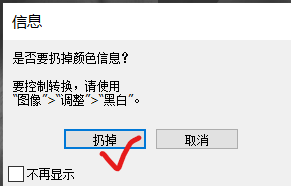 信息
是否要扔掉颜色信息？
要控制转换，请使用
"图像">"调整">"黑白"。
扔掉 取消
不再显示